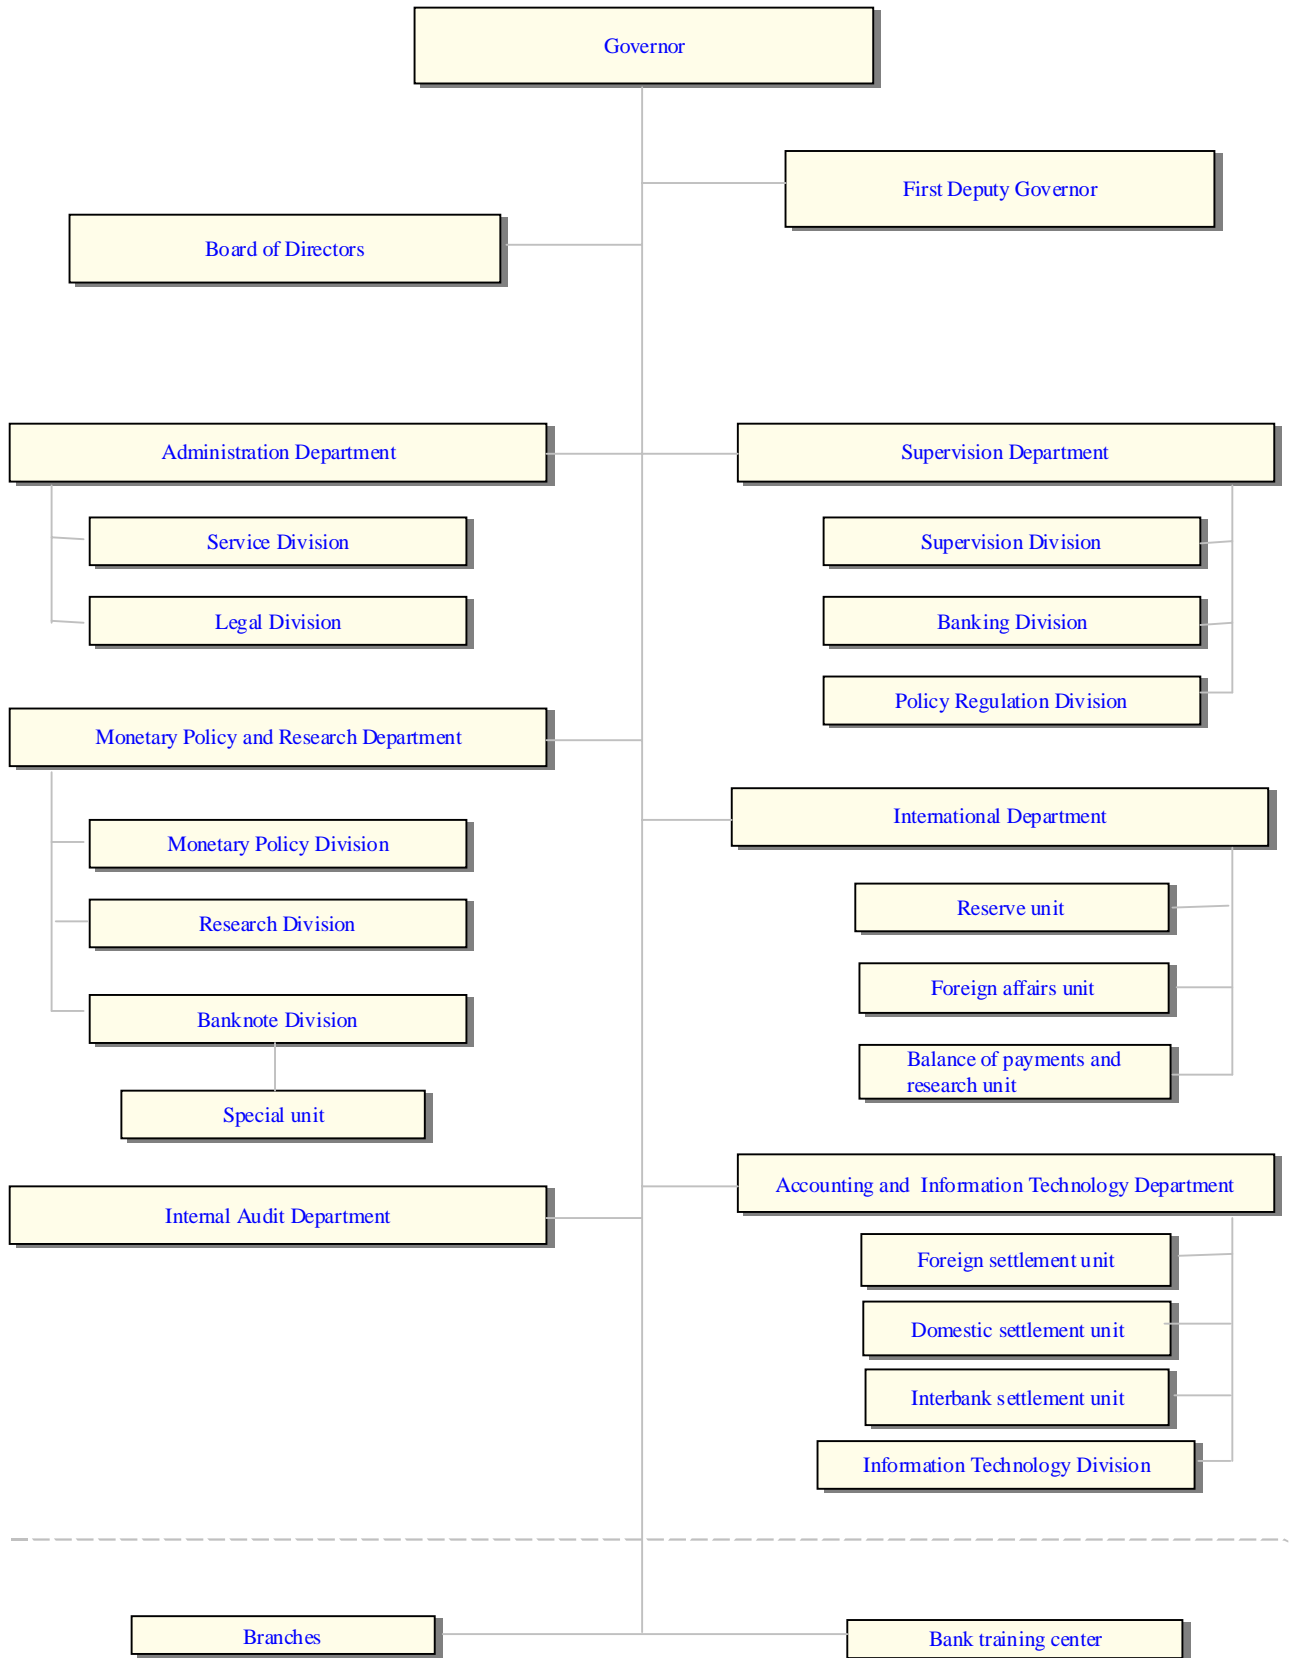 Governor
First Deputy Governor
Board of Directors
Administration Department
Supervision Department
Service Division
Supervision Division
Legal Division
Banking Division
Policy Regulation Division
Monetary Policy and Research Department
International Department
Monetary Policy Division
Reserve unit
Research Division
Foreign affairs unit
Banknote Division
Balance of payments and
research unit
Special unit
Accounting and Information Technology Department
Internal Audit Department
Foreign settlement unit
Domestic settlement unit
Interbank settlement unit
Information Technology Division
Branches
Bank training center